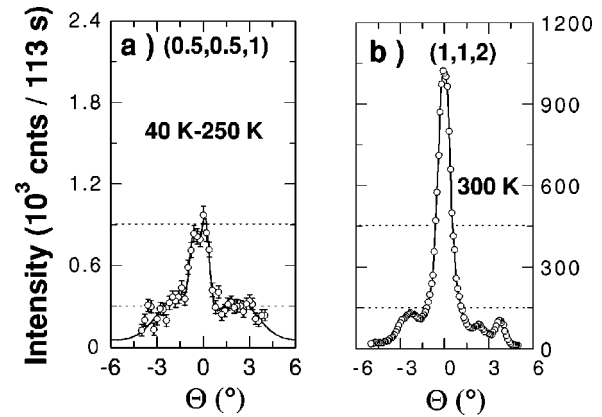 Intensity (10³ cnts / 113 s)
2.4
1.8
1.2
0.6
0
a ) (0.5,0.5,1)
40 K-250 K
-6 -3 0 3 6
Θ (°)
b ) (1,1,2)
300 K
1200
900
600
300
0
-6 -3 0 3 6
Θ (°)